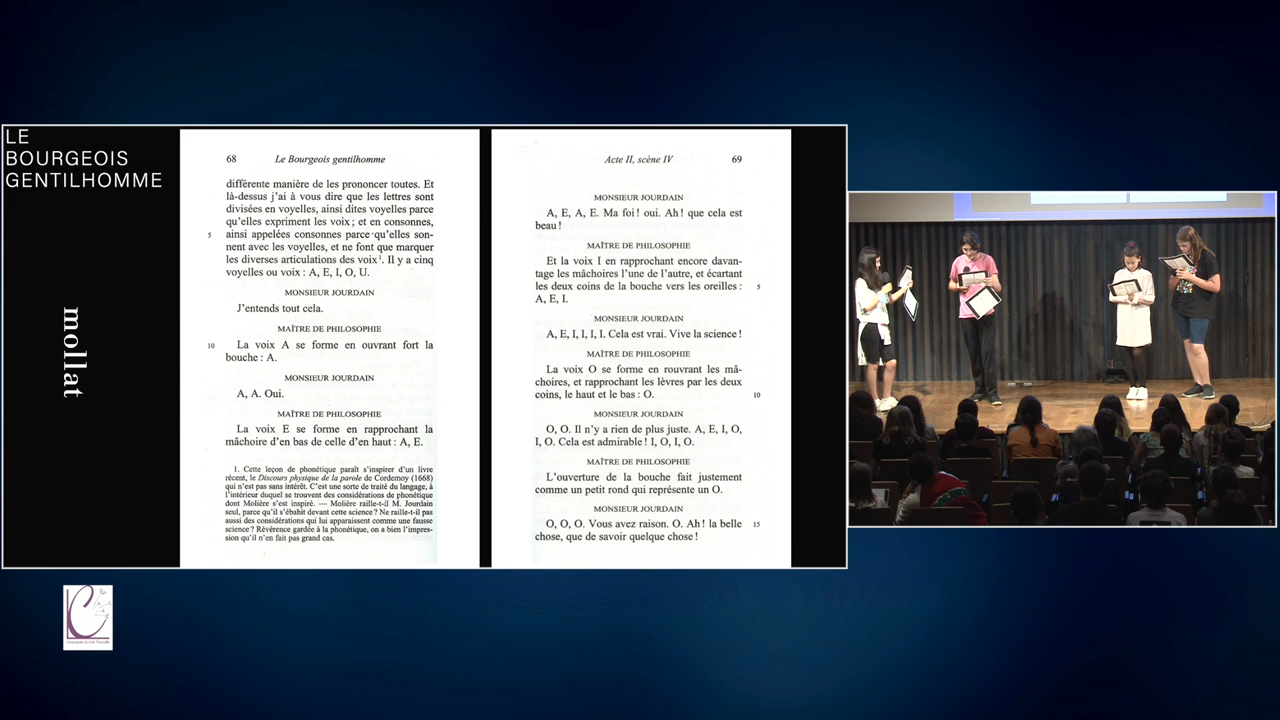 LE
BOURGEOIS
GENTILHOMME
mollat
68 Le Bourgeois gentilhomme
différente manière de les prononcer toutes. Et
là-dessus j'ai à vous dire que les lettres sont
divisées en voyelles, ainsi dites voyelles parce
qu'elles expriment les voix ; et en consonnes,
5 ainsi appelées consonnes parce qu'elles son-
nent avec les voyelles, et ne font que marquer
les diverses articulations des voix¹. Il y a cinq
voyelles ou voix : A, E, I, O, U.
MONSIEUR JOURDAIN
J'entends tout cela.
MAÎTRE DE PHILOSOPHIE
10 La voix A se forme en ouvrant fort la
bouche : A.
MONSIEUR JOURDAIN
A, A. Oui.
MAÎTRE DE PHILOSOPHIE
La voix E se forme en rapprochant la
mâchoire d'en bas de celle d'en haut : A, E.
1. Cette leçon de phonétique paraît s'inspirer d'un livre
récent, le Discours physique de la parole de Cordemoy (1668)
qui n'est pas sans intérêt. C'est une sorte de traité du langage, à
l'intérieur duquel se trouvent des considérations de phonétique
dont Molière s'est inspiré. — Molière raille-t-il M. Jourdain
seul, parce qu'il s'ébahit devant cette science ? Ne raille-t-il pas
aussi des considérations qui lui apparaissent comme une fausse
science ? Révérence gardée à la phonétique, on a bien l'impres-
sion qu'il n'en fait pas grand cas.
Acte II, scène IV 69
MONSIEUR JOURDAIN
A, E, A, E. Ma foi ! oui. Ah ! que cela est
beau !
MAÎTRE DE PHILOSOPHIE
Et la voix I en rapprochant encore davan-
tage les mâchoires l'une de l'autre, et écartant
les deux coins de la bouche vers les oreilles : 5
A, E, I.
MONSIEUR JOURDAIN
A, E, I, I, I, I. Cela est vrai. Vive la science !
MAÎTRE DE PHILOSOPHIE
La voix O se forme en rouvrant les mâ-
choires, et rapprochant les lèvres par les deux
coins, le haut et le bas : O. 10
MONSIEUR JOURDAIN
O, O. Il n'y a rien de plus juste. A, E, I, O,
I, O. Cela est admirable ! I, O, I, O.
MAÎTRE DE PHILOSOPHIE
L'ouverture de la bouche fait justement
comme un petit rond qui représente un O.
MONSIEUR JOURDAIN
O, O, O. Vous avez raison. O. Ah ! la belle 15
chose, que de savoir quelque chose !